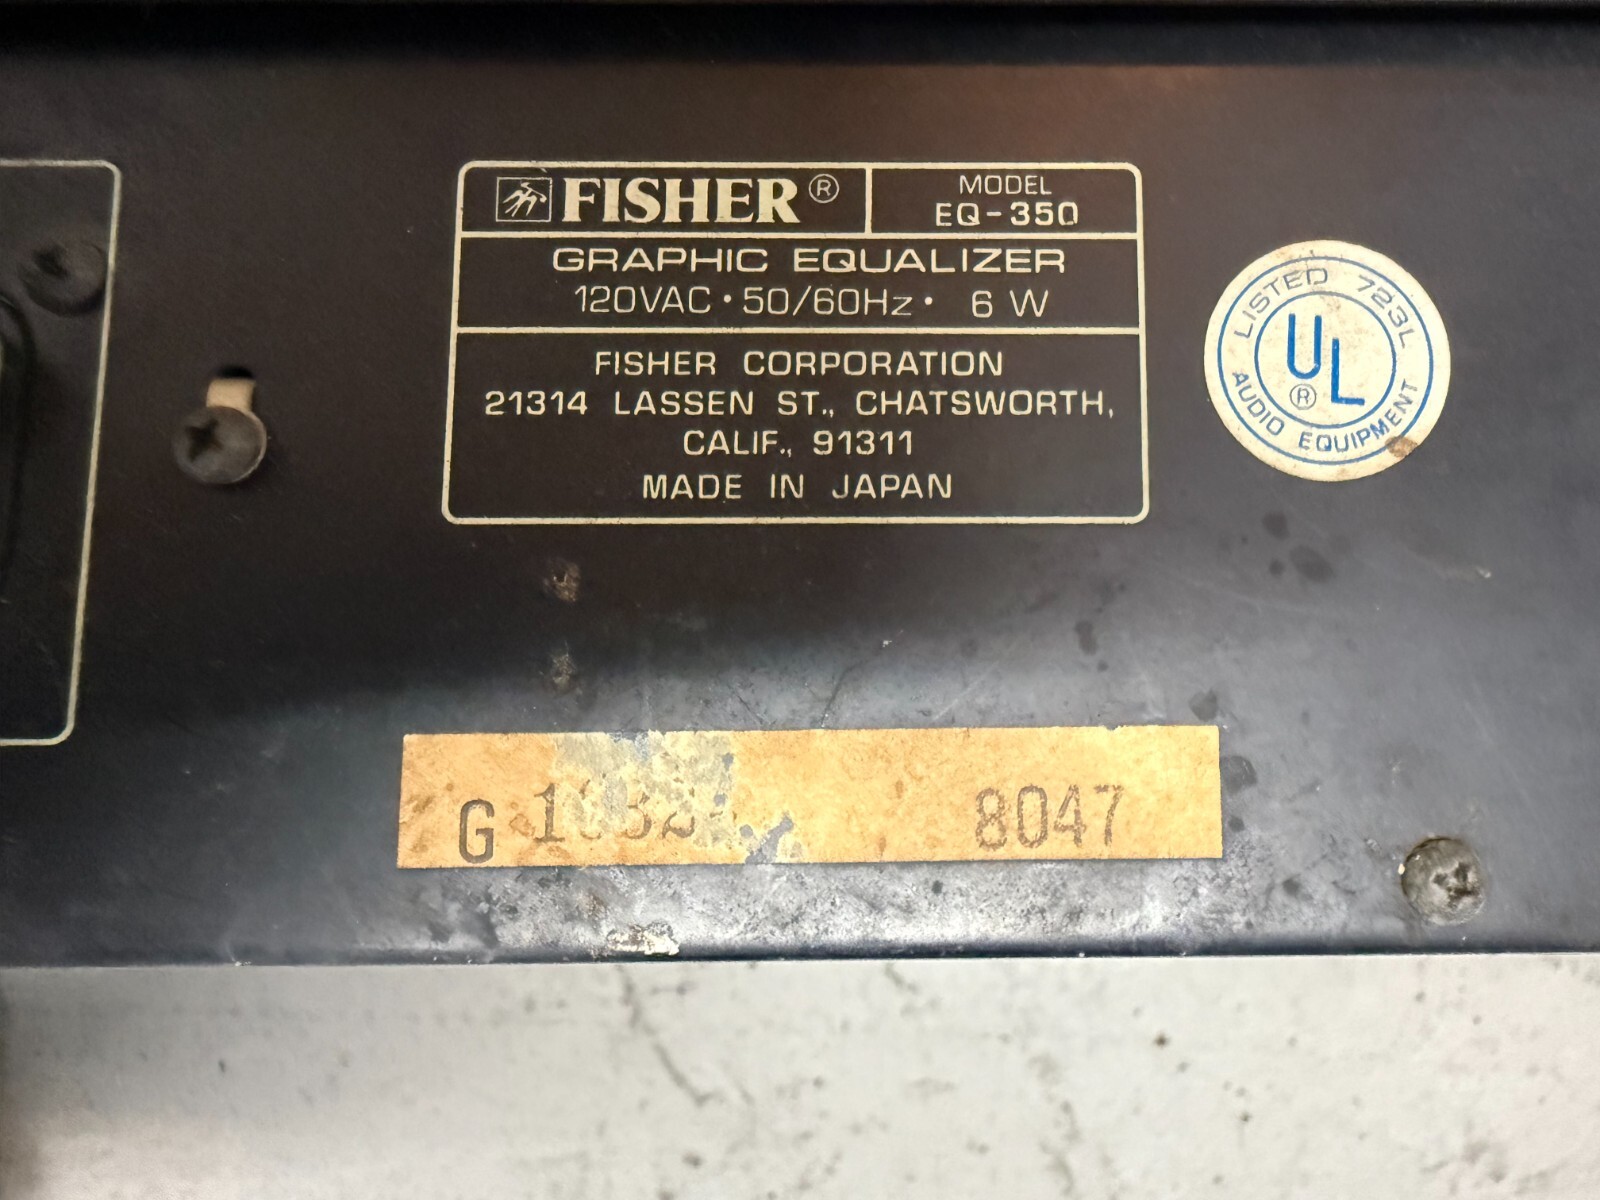 FISHER®
MODEL
EQ-350
GRAPHIC EQUALIZER
120VAC • 50/60Hz • 6 W
FISHER CORPORATION
21314 LASSEN ST., CHATSWORTH,
CALIF., 91311
MADE IN JAPAN
LISTED 723L
UL®
AUDIO EQUIPMENT
G 8047